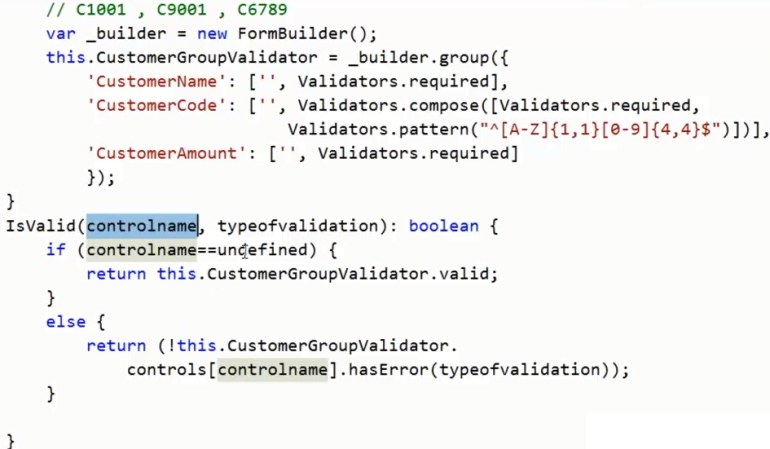 // C1001 , C9001 , C6789
var _builder = new FormBuilder();
this.CustomerGroupValidator = _builder.group({
'CustomerName': ['', Validators.required],
'CustomerCode': ['', Validators.compose([Validators.required,
Validators.pattern("^[A-Z]{1,1}[0-9]{4,4}$")])],
'CustomerAmount': ['', Validators.required]
});
}
IsValid(controlname, typeofvalidation): boolean {
if (controlname==undefined) {
return this.CustomerGroupValidator.valid;
}
else {
return (!this.CustomerGroupValidator.
controls[controlname].hasError(typeofvalidation));
}
}